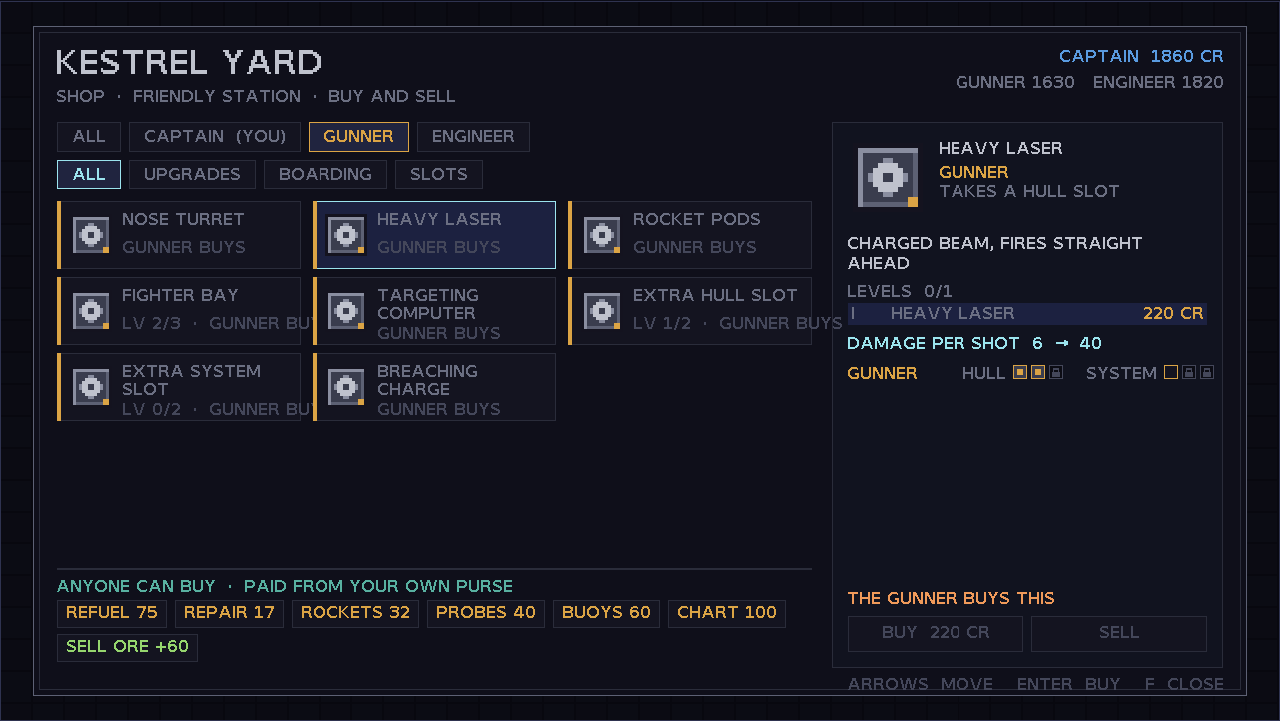 KESTREL YARD
CAPTAIN 1860 CR
SHOP · FRIENDLY STATION · BUY AND SELL
GUNNER 1630 ENGINEER 1820
ALL CAPTAIN (YOU) GUNNER ENGINEER
ALL UPGRADES BOARDING SLOTS
NOSE TURRET
GUNNER BUYS
HEAVY LASER
GUNNER BUYS
ROCKET PODS
GUNNER BUYS
FIGHTER BAY
LV 2/3 · GUNNER BUY
TARGETING
COMPUTER
GUNNER BUYS
EXTRA HULL SLOT
LV 1/2 · GUNNER BUYS
EXTRA SYSTEM
SLOT
LV 0/2 · GUNNER BUY
BREACHING
CHARGE
GUNNER BUYS
ANYONE CAN BUY · PAID FROM YOUR OWN PURSE
REFUEL 75 REPAIR 17 ROCKETS 32 PROBES 40 BUOYS 60 CHART 100
SELL ORE +60
HEAVY LASER
GUNNER
TAKES A HULL SLOT
CHARGED BEAM, FIRES STRAIGHT
AHEAD
LEVELS 0/1
I HEAVY LASER 220 CR
DAMAGE PER SHOT 6 → 40
GUNNER HULL SYSTEM
THE GUNNER BUYS THIS
BUY 220 CR SELL
ARROWS MOVE ENTER BUY F CLOSE